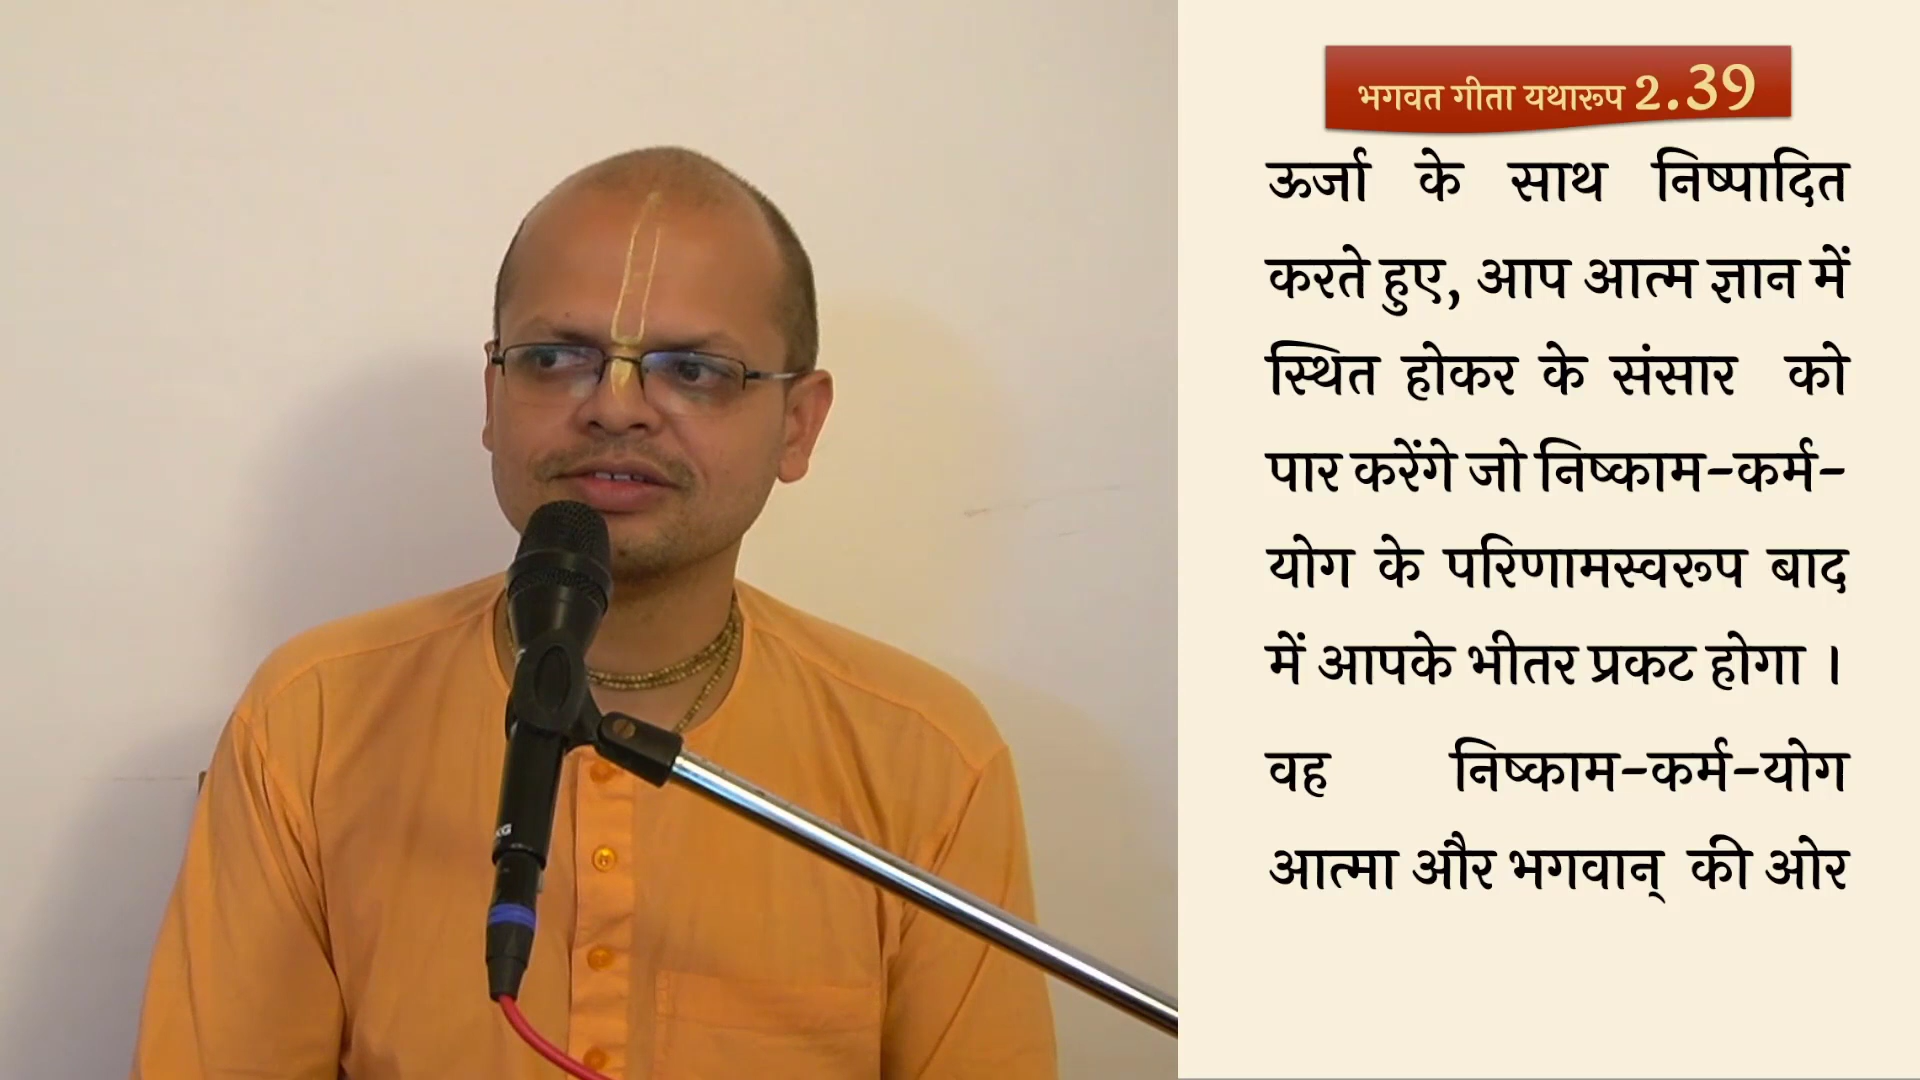 भगवत गीता यथारूप 2.39
ऊर्जा के साथ निष्पादित
करते हुए, आप आत्म ज्ञान में
स्थित होकर के संसार को
पार करेंगे जो निष्काम-कर्म-
योग के परिणामस्वरूप बाद
में आपके भीतर प्रकट होगा ।
वह निष्काम-कर्म-योग
आत्मा और भगवान् की ओर